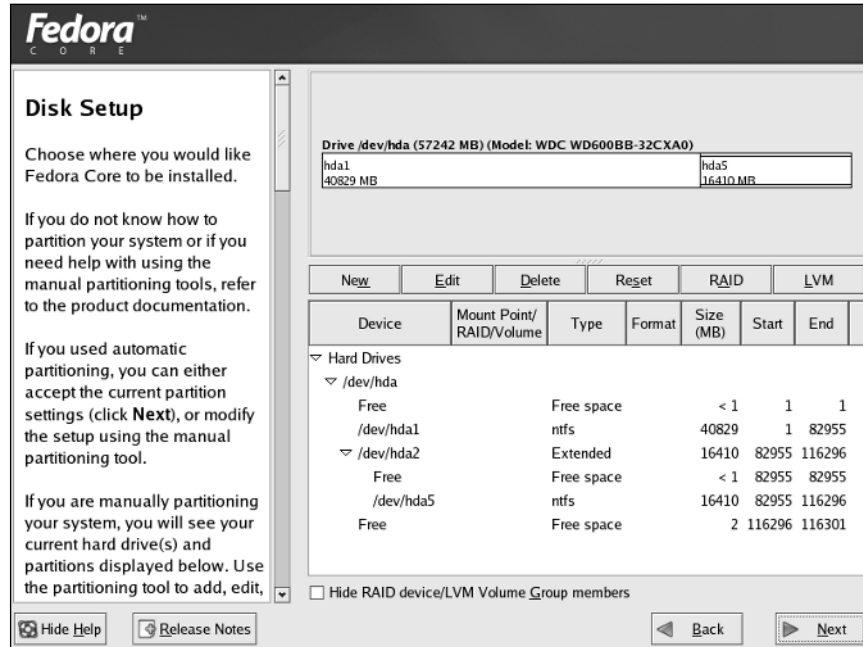 Fedora™
CORE
Disk Setup
Choose where you would like
Fedora Core to be installed.
If you do not know how to
partition your system or if you
need help with using the
manual partitioning tools, refer
to the product documentation.
If you used automatic
partitioning, you can either
accept the current partition
settings (click Next), or modify
the setup using the manual
partitioning tool.
If you are manually partitioning
your system, you will see your
current hard drive(s) and
partitions displayed below. Use
the partitioning tool to add, edit,
Drive /dev/hda (57242 MB) (Model: WDC WD600BB-32CXA0)
hda1 hda5
40829 MB 16410 MB
New Edit Delete Reset RAID LVM
Device Mount Point/ RAID/Volume Type Format Size (MB) Start End
Hard Drives
/dev/hda
Free Free space < 1 1 1
/dev/hda1 ntfs 40829 1 82955
/dev/hda2 Extended 16410 82955 116296
Free Free space < 1 82955 82955
/dev/hda5 ntfs 16410 82955 116296
Free Free space 2 116296 116301
Hide RAID device/LVM Volume Group members
Hide Help Release Notes Back Next